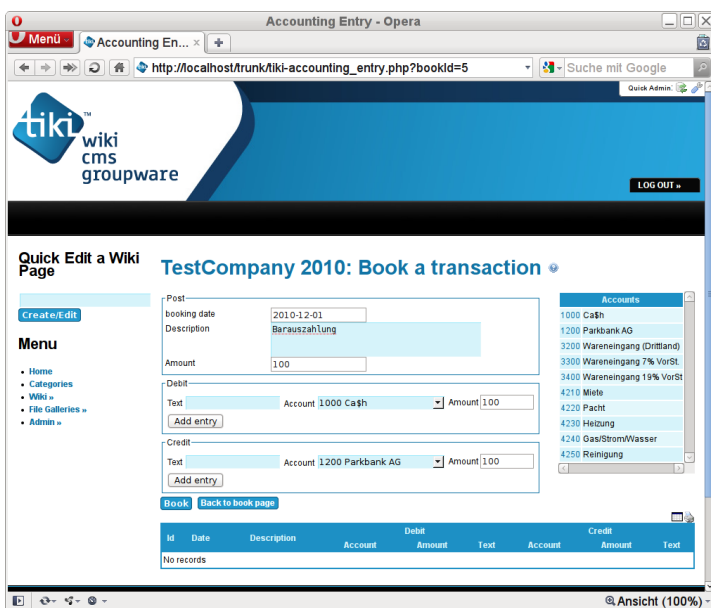 Accounting Entry - Opera
Menü
Accounting En...
http://localhost/trunk/tiki-accounting_entry.php?bookId=5
Suche mit Google
Quick Admin:
tiki™
wiki
cms
groupware
LOG OUT »
Quick Edit a Wiki
Page
Create/Edit
Menu
Home
Categories
Wiki »
File Galleries »
Admin »
TestCompany 2010: Book a transaction
Post
booking date 2010-12-01
Description Barauszahlung
Amount 100
Debit
Text Account 1000 Ca$h Amount 100
Add entry
Credit
Text Account 1200 Parkbank AG Amount 100
Add entry
Book Back to book page
Accounts
1000 Ca$h
1200 Parkbank AG
3200 Wareneingang (Drittland)
3300 Wareneingang 7% VorSt.
3400 Wareneingang 19% VorSt
4210 Miete
4220 Pacht
4230 Heizung
4240 Gas/Strom/Wasser
4250 Reinigung
Id Date Description Debit Credit
Account Amount Text Account Amount Text
No records
Ansicht (100%)